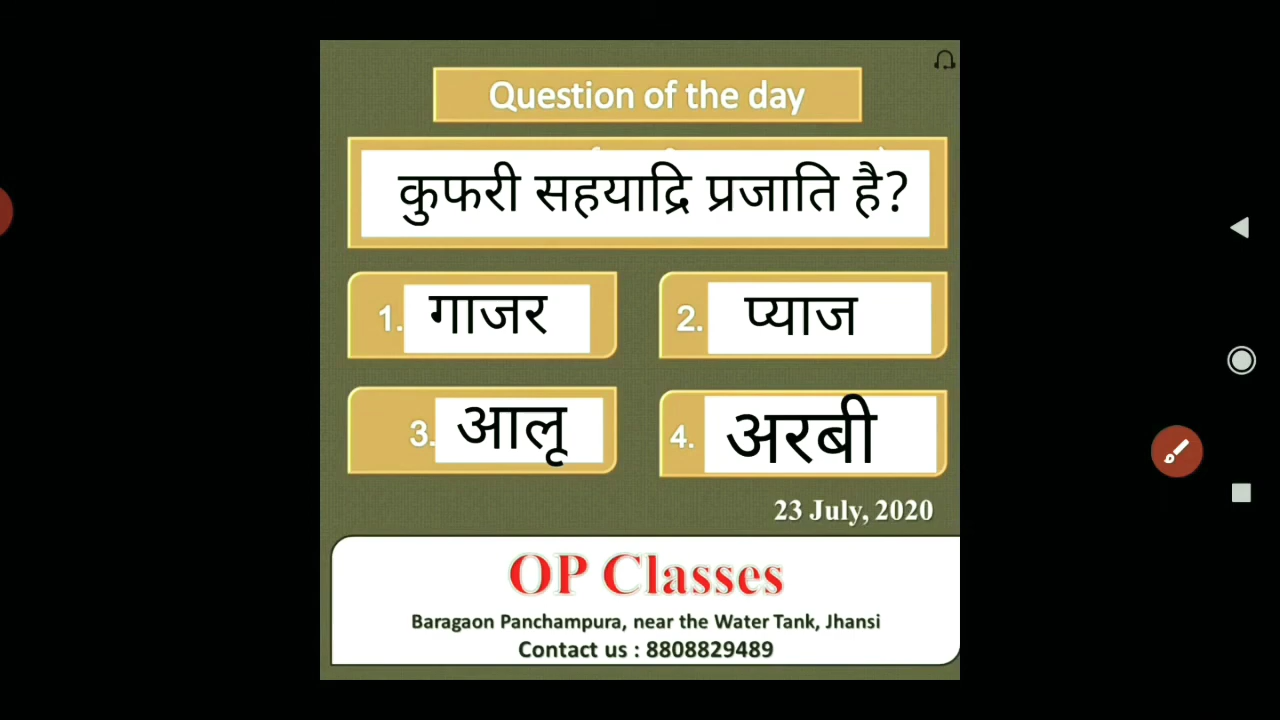 Question of the day
कुफरी सहयाद्रि प्रजाति है?
1. गाजर
2. प्याज
3. आलू
4. अरबी
23 July, 2020
OP Classes
Baragaon Panchampura, near the Water Tank, Jhansi
Contact us : 8808829489